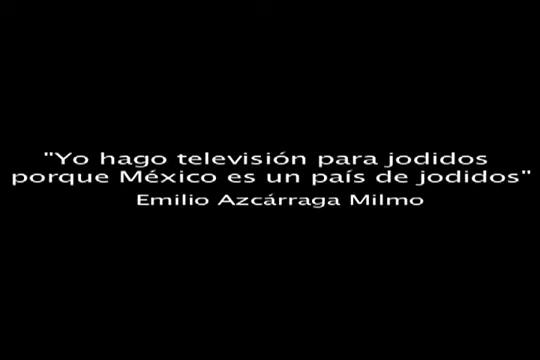 "Yo hago televisión para jodidos
porque México es un país de jodidos"
Emilio Azcárraga Milmo